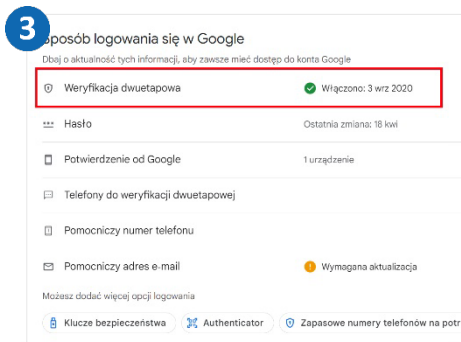 3
Sposób logowania się w Google
Dbaj o aktualność tych informacji, aby zawsze mieć dostęp do konta Google
Weryfikacja dwuetapowa Włączono: 3 wrz 2020
Hasło Ostatnia zmiana: 18 kwi
Potwierdzenie od Google 1 urządzenie
Telefony do weryfikacji dwuetapowej
Pomocniczy numer telefonu
Pomocniczy adres e-mail Wymagana aktualizacja
Możesz dodać więcej opcji logowania
Klucze bezpieczeństwa Authenticator Zapasowe numery telefonów na potr